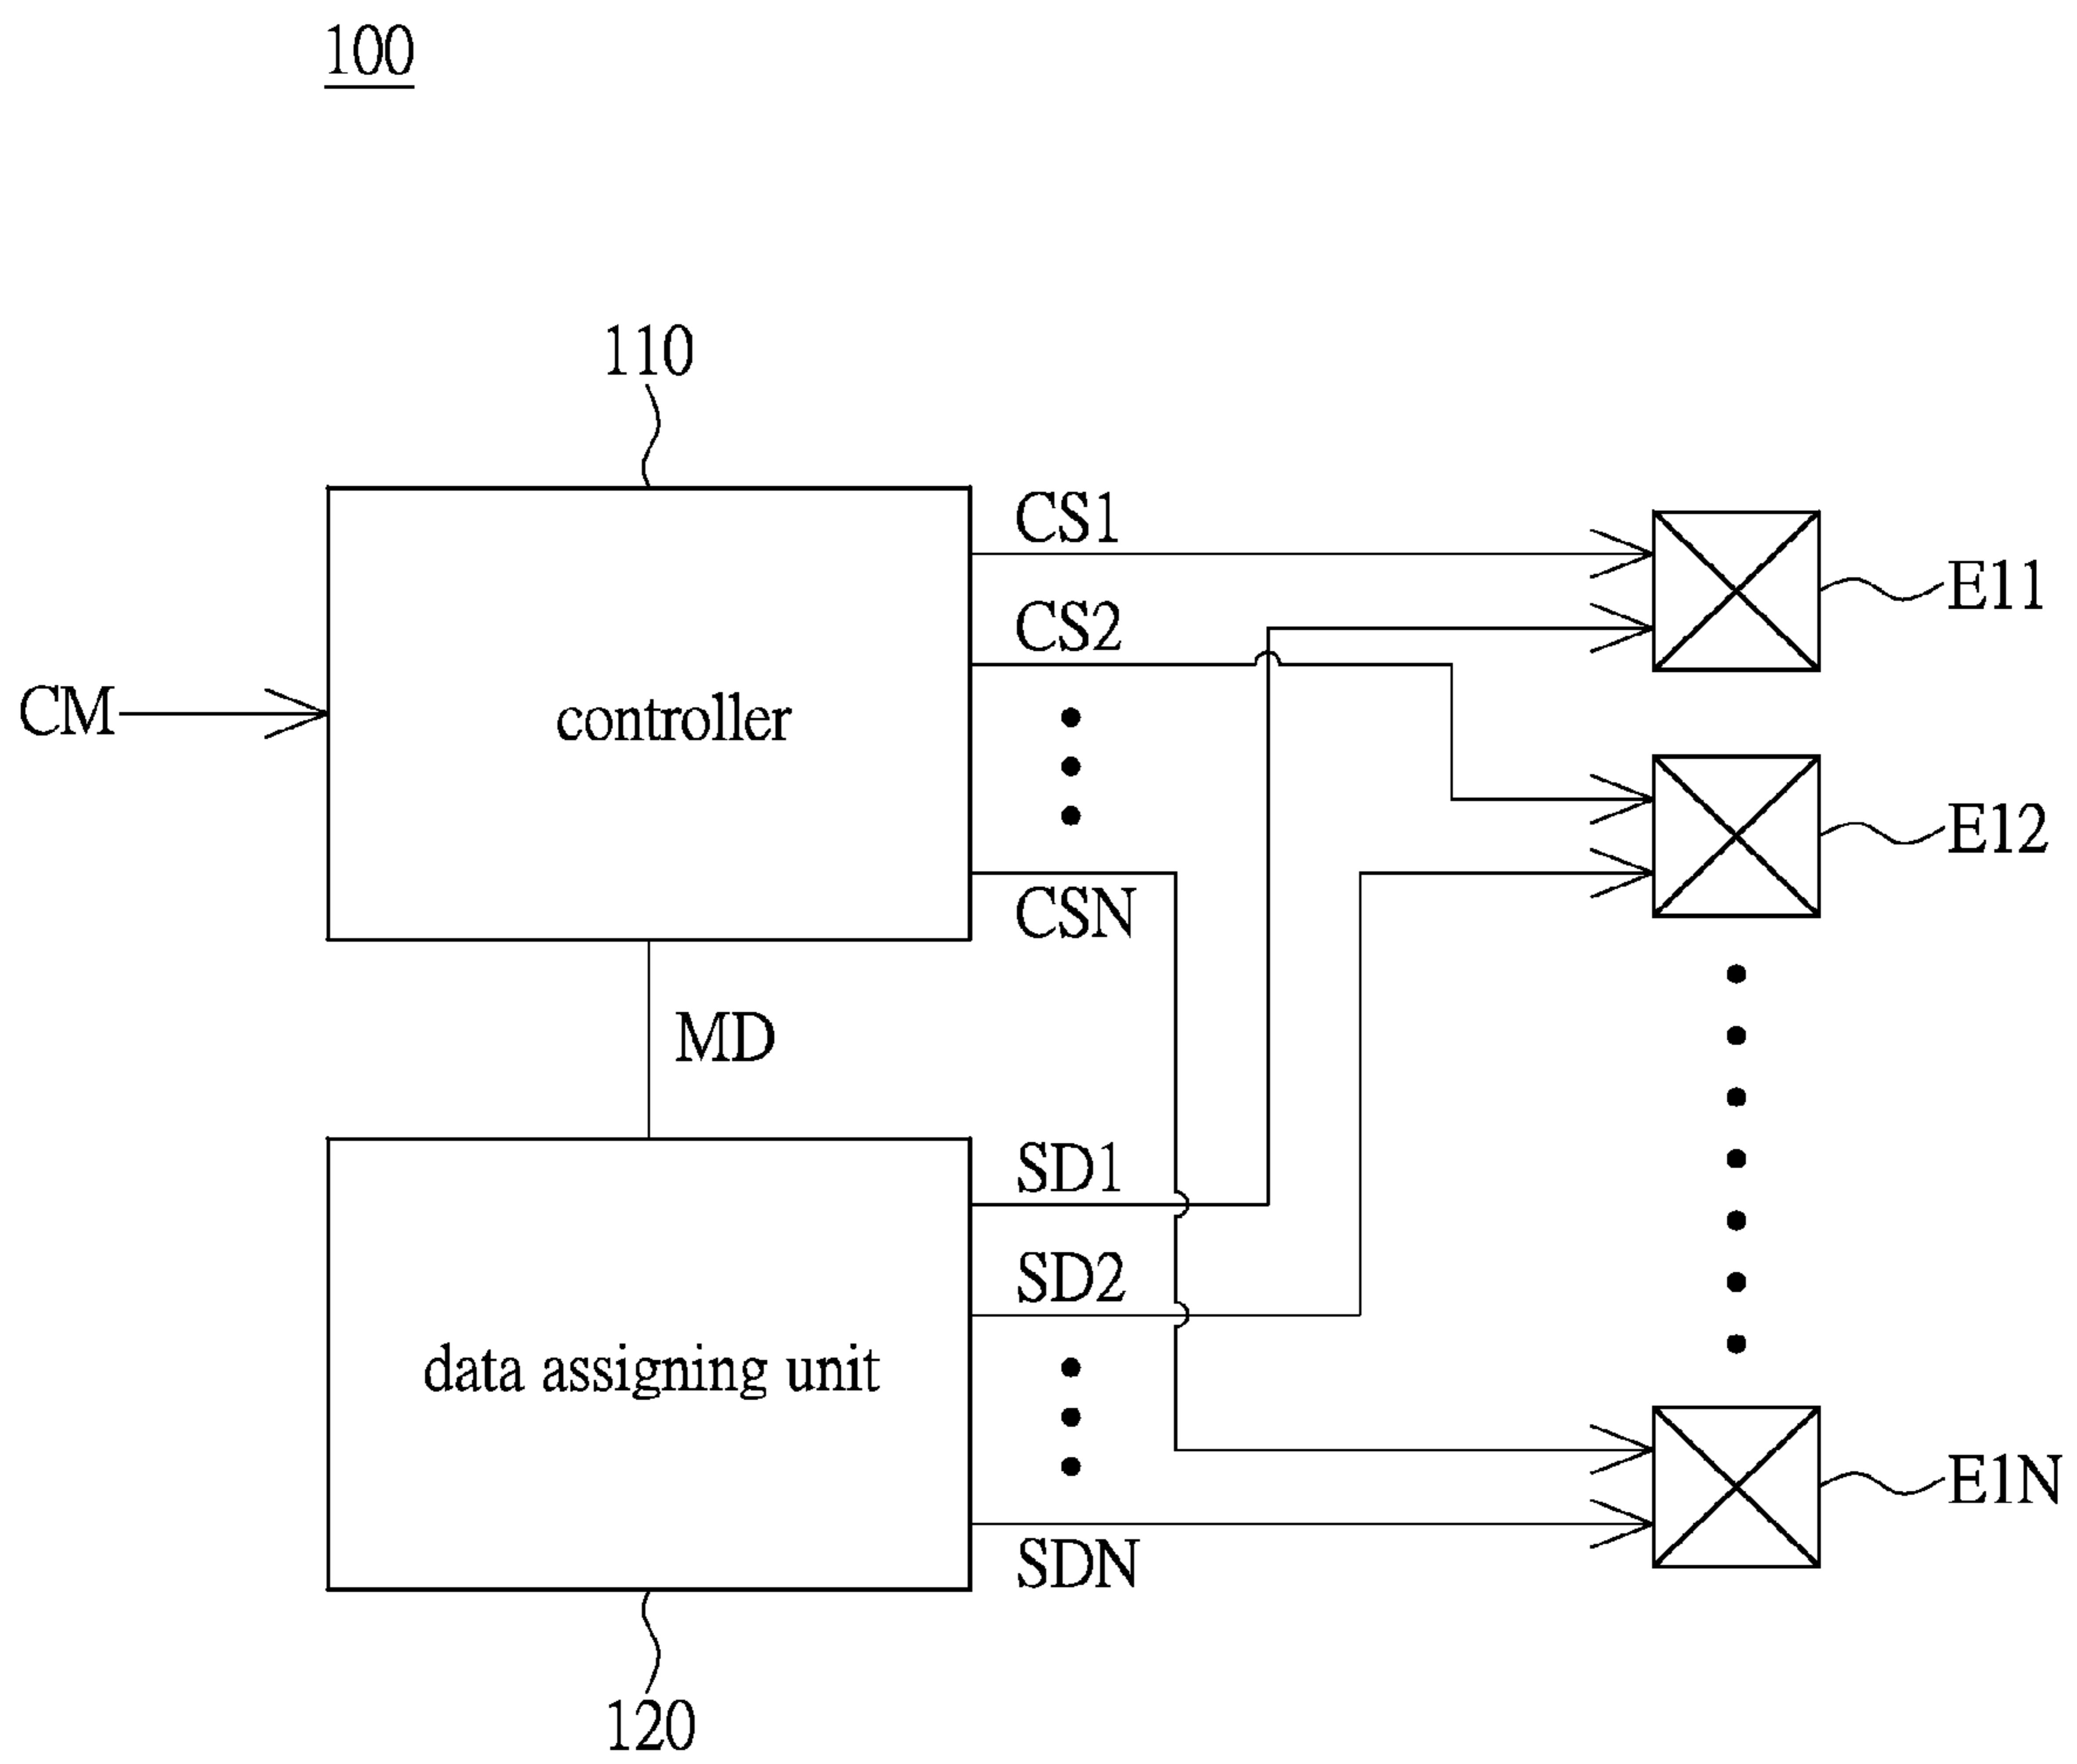 100
110
CS1
E11
CS2
CM
controller
E12
CSN
MD
SD1
SD2
data assigning unit
E1N
SDN
120